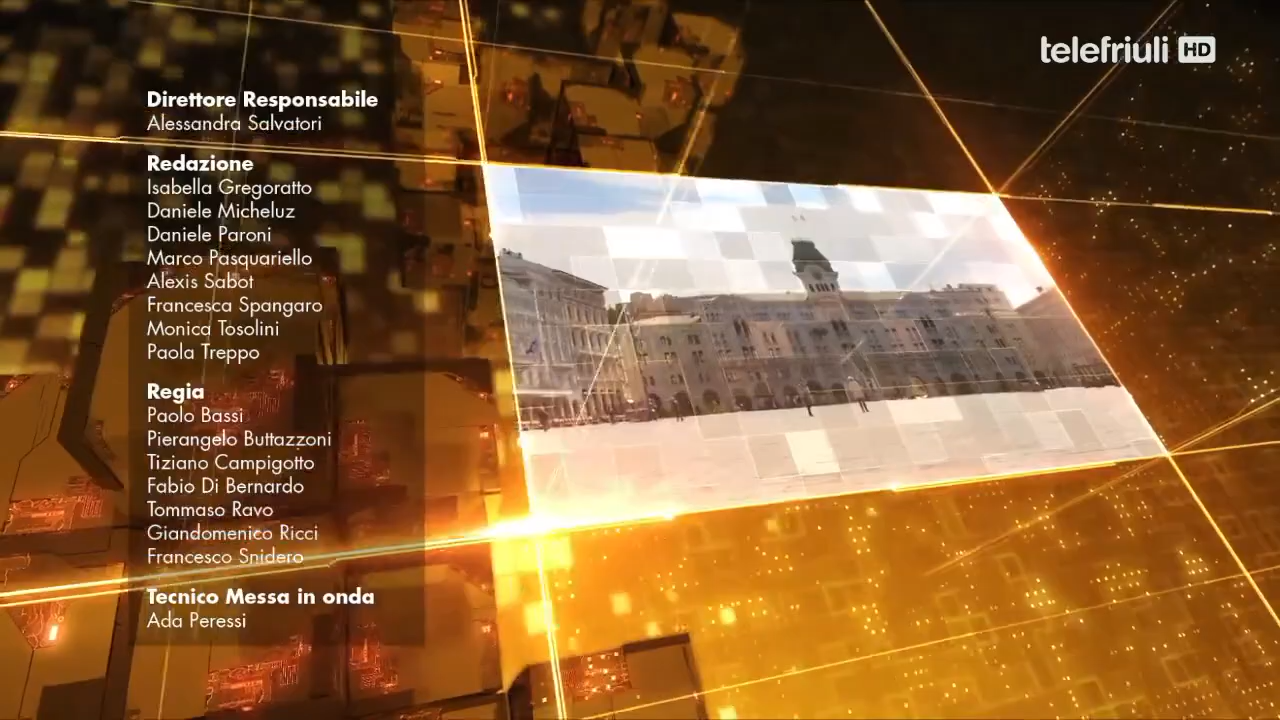 telefriuli HD
Direttore Responsabile
Alessandra Salvatori
Redazione
Isabella Gregoratto
Daniele Micheluz
Daniele Paroni
Marco Pasquariello
Alexis Sabot
Francesca Spangaro
Monica Tosolini
Paola Treppo
Regia
Paolo Bassi
Pierangelo Buttazzoni
Tiziano Campigotto
Fabio Di Bernardo
Tommaso Ravo
Giandomenico Ricci
Francesco Snidero
Tecnico Messa in onda
Ada Peressi